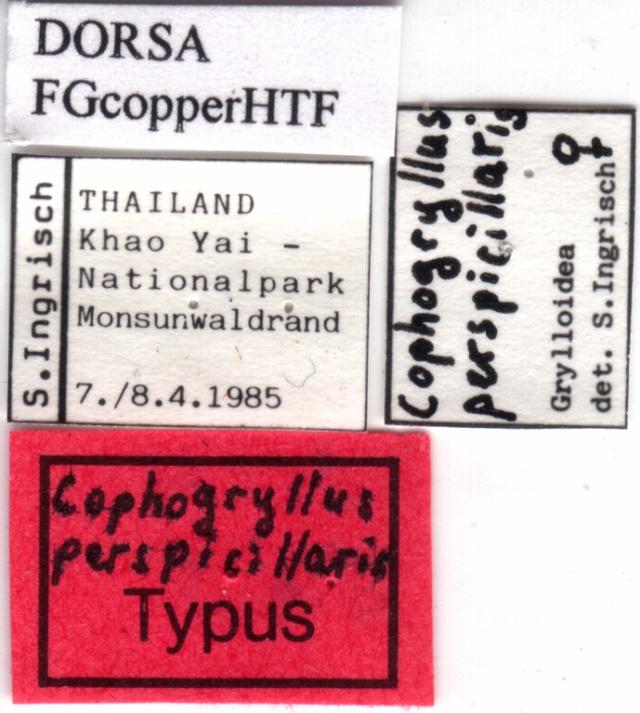 DORSA
FGcopperHTF
S.Ingrisch
THAILAND
Khao Yai –
Nationalpark
Monsunwaldrand
7./8.4.1985
Cophogryllus
perspicillaris
♀
Grylloidea
det. S.Ingrisch
Cophogryllus
perspicillaris
Typus